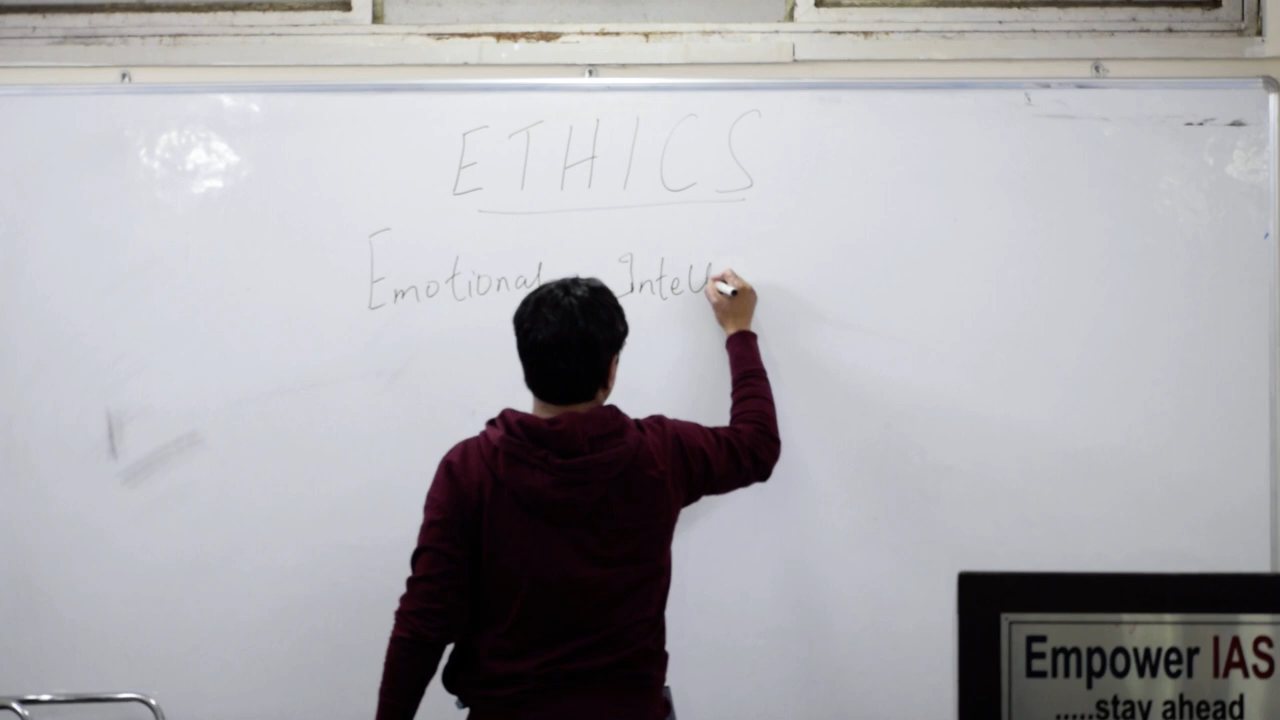 ETHICS
Emotional Intell
Empower IAS
.....stay ahead